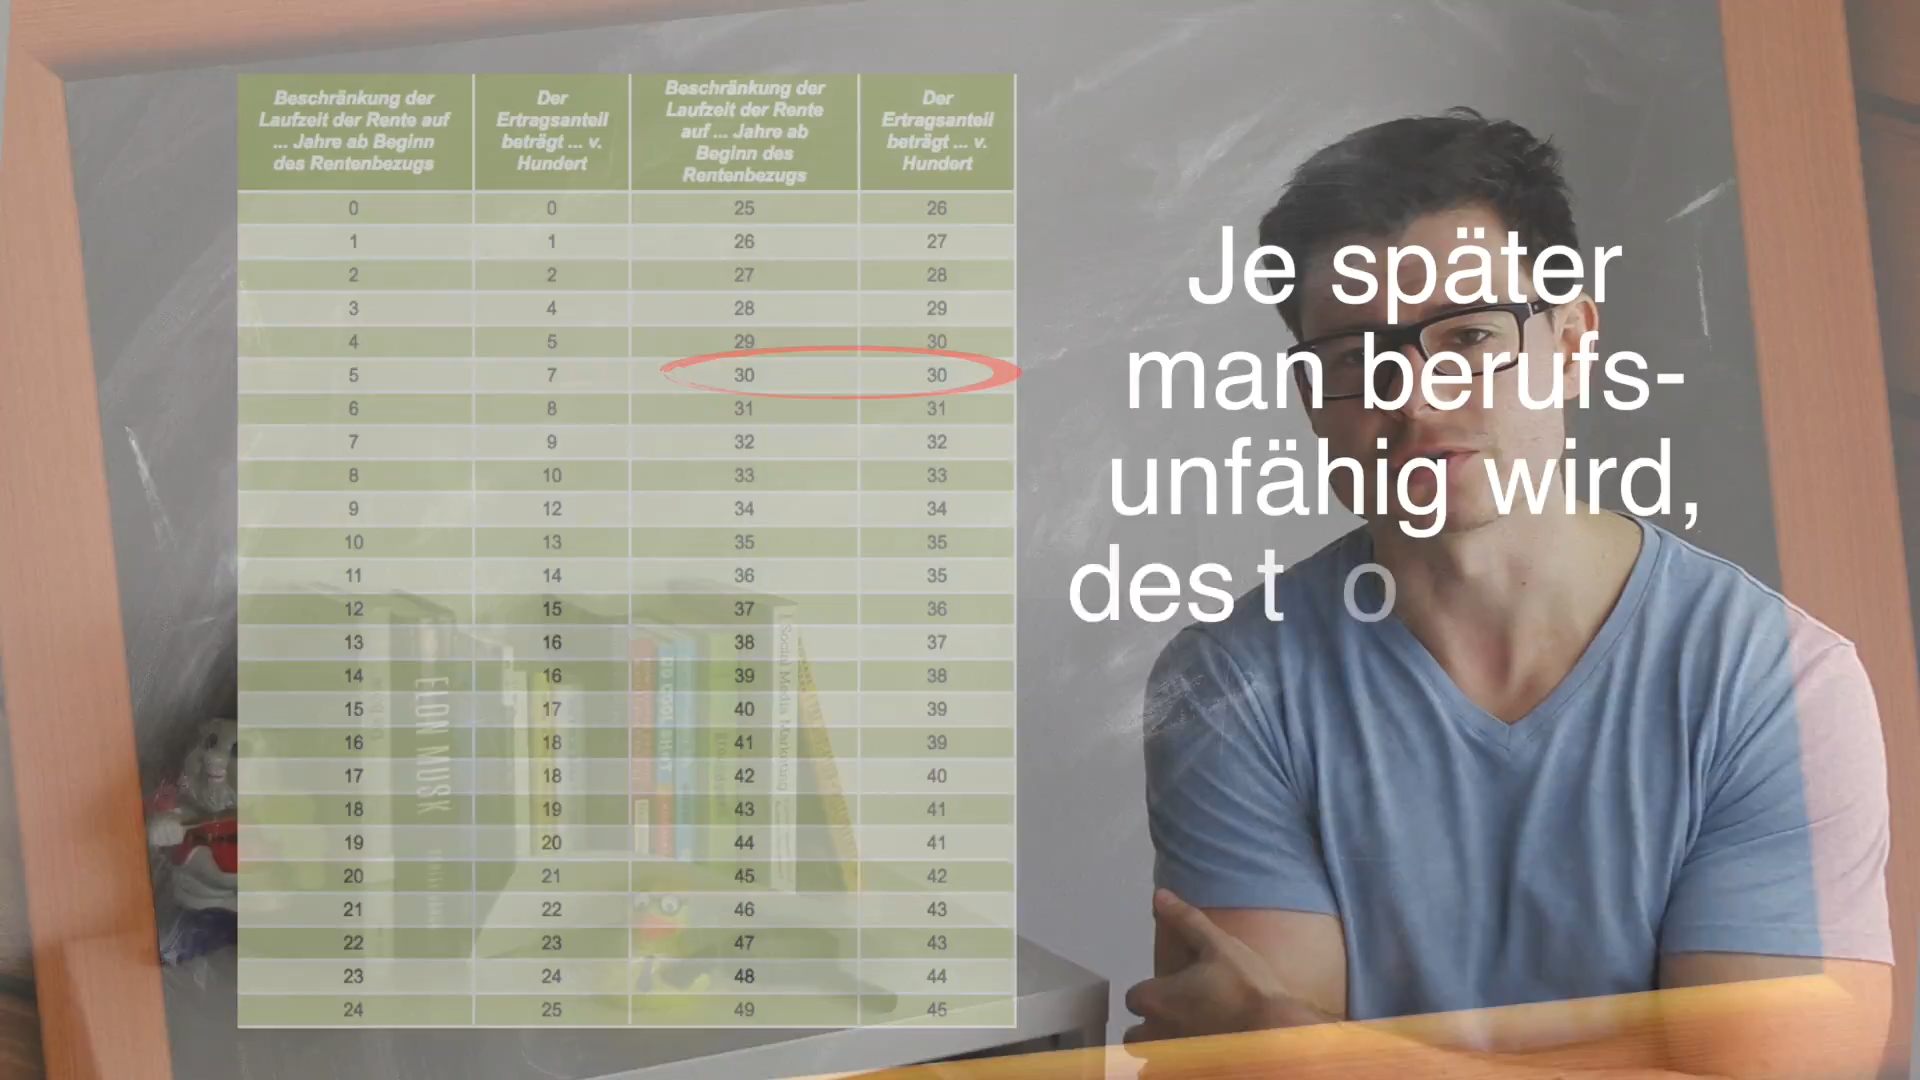 Beschränkung der
Laufzeit der Rente auf
... Jahre ab Beginn
des Rentenbezugs
Der
Ertragsanteil
beträgt ... v.
Hundert
Beschränkung der
Laufzeit der Rente
auf ... Jahre ab
Beginn des
Rentenbezugs
Der
Ertragsanteil
beträgt ... v.
Hundert
0 0 25 26
1 1 26 27
2 2 27 28
3 4 28 29
4 5 29 30
5 7 30 30
6 8 31 31
7 9 32 32
8 10 33 33
9 12 34 34
10 13 35 35
11 14 36 35
12 15 37 36
13 16 38 37
14 16 39 38
15 17 40 39
16 18 41 39
17 18 42 40
18 19 43 41
19 20 44 41
20 21 45 42
21 22 46 43
22 23 47 43
23 24 48 44
24 25 49 45
Je später
man berufs-
unfähig wird,
desto
ELON MUSK
Social Media Marketing